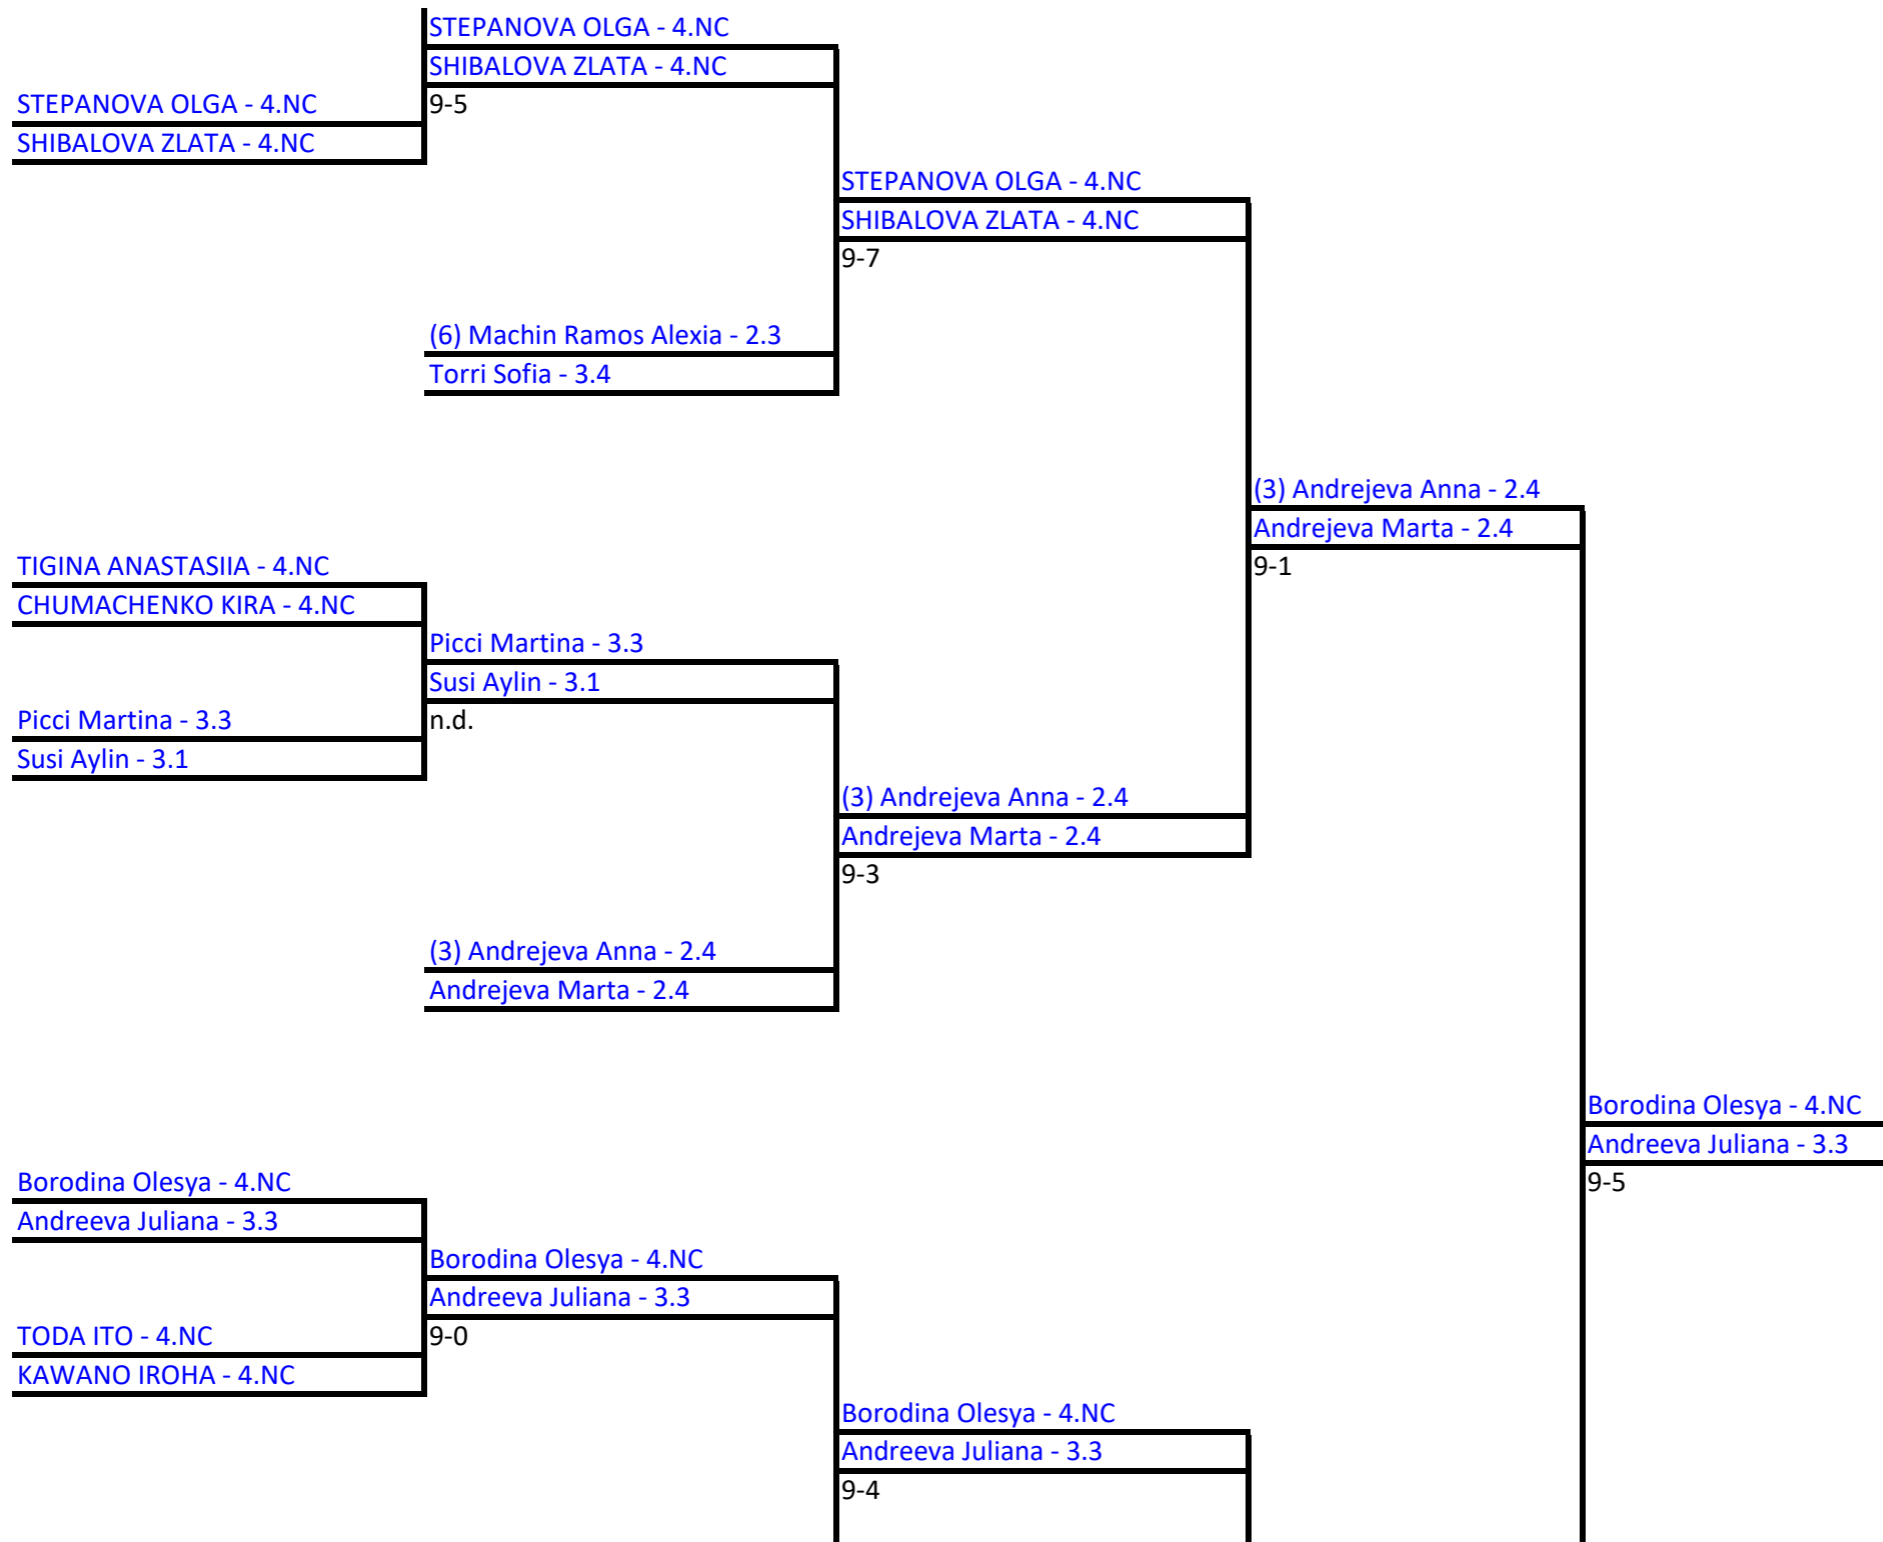 STEPANOVA OLGA - 4.NC
SHIBALOVA ZLATA - 4.NC
9-5
STEPANOVA OLGA - 4.NC
SHIBALOVA ZLATA - 4.NC
STEPANOVA OLGA - 4.NC
SHIBALOVA ZLATA - 4.NC
9-7
(6) Machin Ramos Alexia - 2.3
Torri Sofia - 3.4
(3) Andrejeva Anna - 2.4
Andrejeva Marta - 2.4
9-1
TIGINA ANASTASIIA - 4.NC
CHUMACHENKO KIRA - 4.NC
Picci Martina - 3.3
Susi Aylin - 3.1
n.d.
Picci Martina - 3.3
Susi Aylin - 3.1
(3) Andrejeva Anna - 2.4
Andrejeva Marta - 2.4
9-3
(3) Andrejeva Anna - 2.4
Andrejeva Marta - 2.4
Borodina Olesya - 4.NC
Andreeva Juliana - 3.3
9-5
Borodina Olesya - 4.NC
Andreeva Juliana - 3.3
Borodina Olesya - 4.NC
Andreeva Juliana - 3.3
9-0
TODA ITO - 4.NC
KAWANO IROHA - 4.NC
Borodina Olesya - 4.NC
Andreeva Juliana - 3.3
9-4